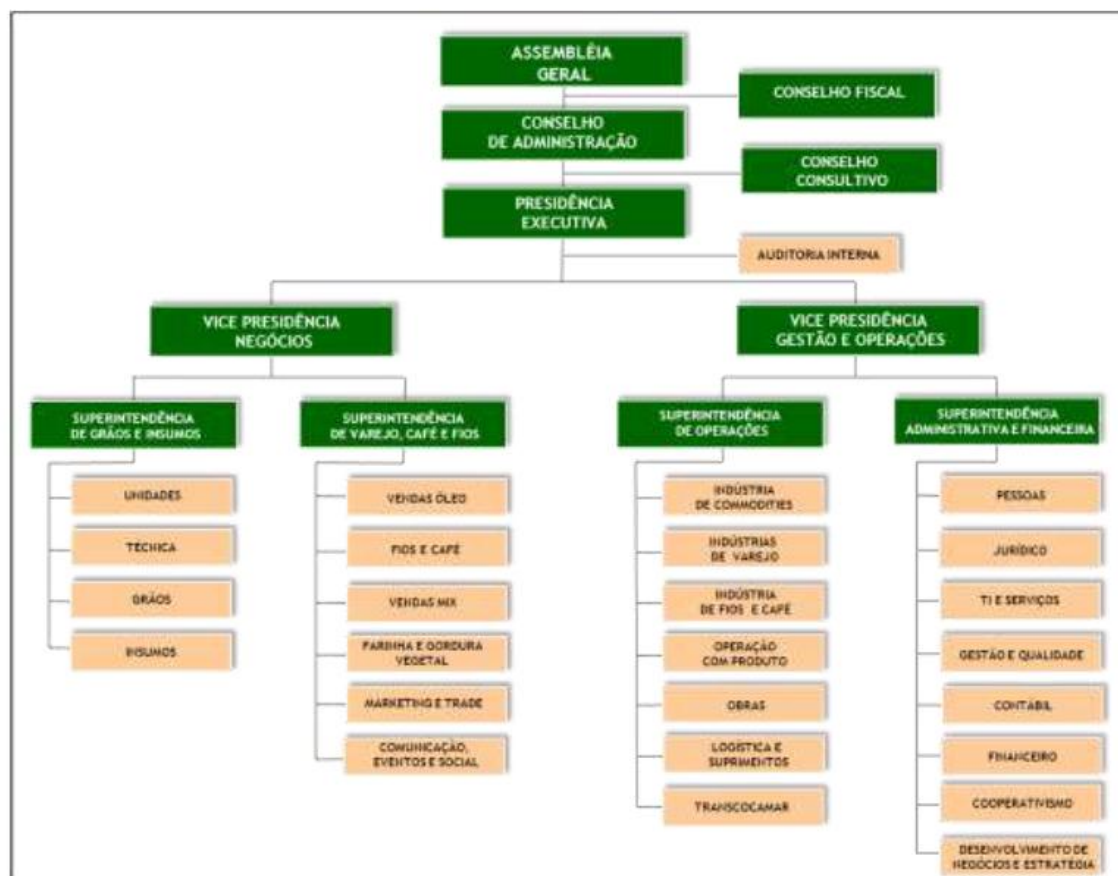 ASSEMBLÉIA
GERAL
CONSELHO FISCAL
CONSELHO
DE ADMINISTRAÇÃO
CONSELHO
CONSULTIVO
PRESIDÊNCIA
EXECUTIVA
AUDITORIA INTERNA
VICE PRESIDÊNCIA
NEGÓCIOS
VICE PRESIDÊNCIA
GESTÃO E OPERAÇÕES
SUPERINTENDÊNCIA
DE GRÃOS E INSUMOS
SUPERINTENDÊNCIA
DE VAREJO, CAFÉ E FIOS
SUPERINTENDÊNCIA
DE OPERAÇÕES
SUPERINTENDÊNCIA
ADMINISTRATIVA E FINANCEIRA
UNIDADES
TÉCNICA
GRÃOS
INSUMOS
VENDAS ÓLEO
FIOS E CAFÉ
VENDAS MIX
FARINHA E GORDURA
VEGETAL
MARKETING E TRADE
COMUNICAÇÃO,
EVENTOS E SOCIAL
INDÚSTRIA
DE COMMODITIES
INDÚSTRIAS
DE VAREJO
INDÚSTRIA
DE FIOS E CAFÉ
OPERAÇÃO
COM PRODUTO
OBRAS
LOGÍSTICA E
SUPRIMENTOS
TRANSCOCAMAR
PESSOAS
JURÍDICO
TI E SERVIÇOS
GESTÃO E QUALIDADE
CONTÁBIL
FINANCEIRO
COOPERATIVISMO
DESENVOLVIMENTO DE
NEGÓCIOS E ESTRATÉGIA